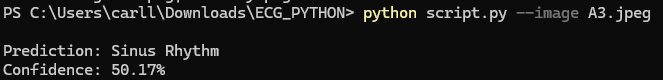 PS C:\Users\carll\Downloads\ECG_PYTHON> python script.py --image A3.jpeg
Prediction: Sinus Rhythm
Confidence: 50.17%